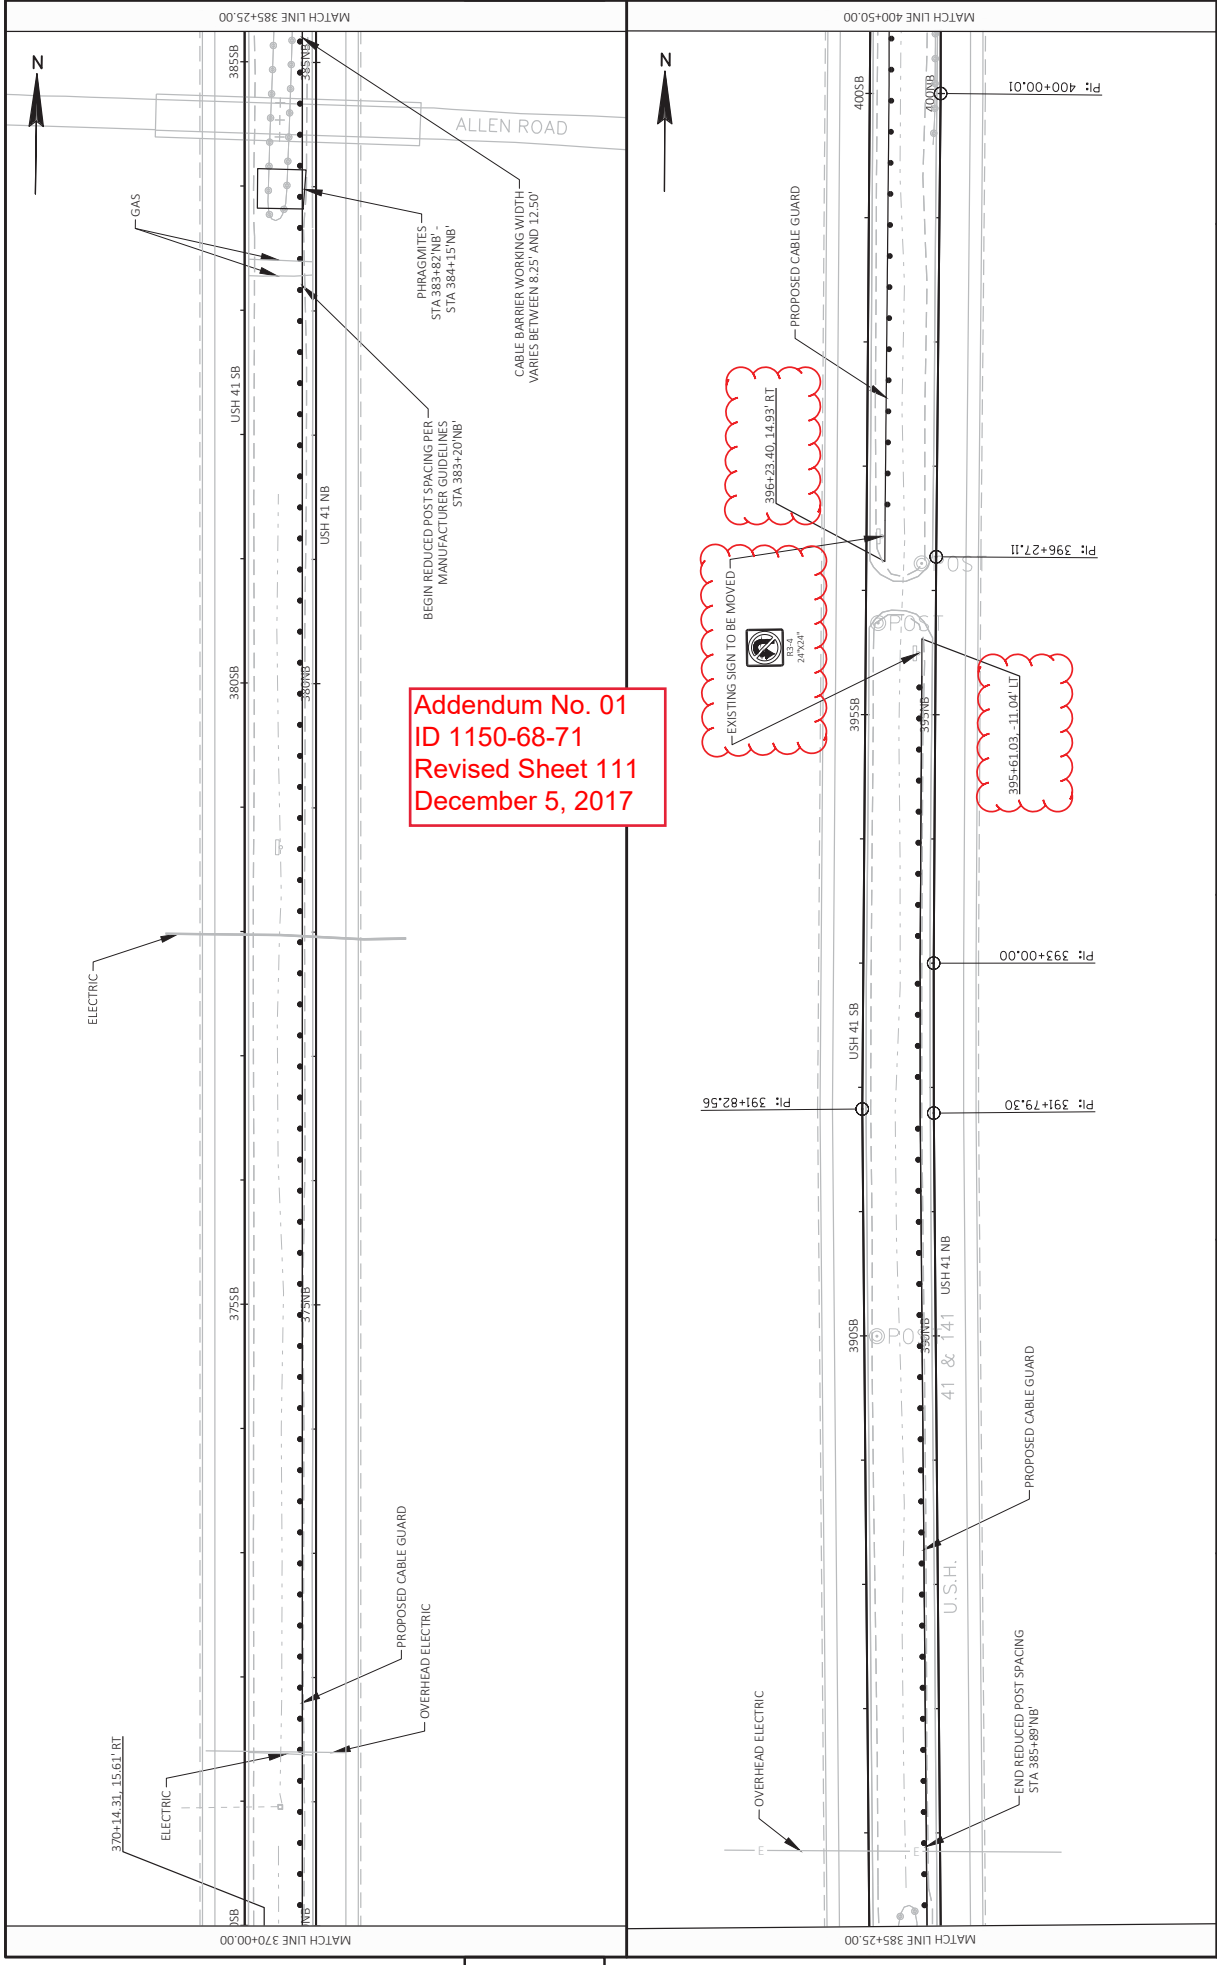 MATCH LINE 385+25.00
N
385SB
385NB
ALLEN ROAD
GAS
PHRAGMITES
STA 383+82'NB' -
STA 384+15'NB'
CABLE BARRIER WORKING WIDTH
VARIES BETWEEN 8.25' AND 12.50'
USH 41 SB
USH 41 NB
BEGIN REDUCED POST SPACING PER
MANUFACTURER GUIDELINES
STA 383+20'NB'
380SB
380NB
Addendum No. 01
ID 1150-68-71
Revised Sheet 111
December 5, 2017
ELECTRIC
375SB
375NB
PROPOSED CABLE GUARD
OVERHEAD ELECTRIC
370+14.31, 15.61' RT
ELECTRIC
0SB
NB
MATCH LINE 370+00.00
MATCH LINE 400+50.00
N
400SB
400NB
PI: 400+00.01
PROPOSED CABLE GUARD
396+23.40, 14.93' RT
PI: 396+27.11
POS
EXISTING SIGN TO BE MOVED
R3-4
24"X24"
POST
395SB
395NB
395+61.03, -11.04' LT
PI: 393+00.00
USH 41 SB
PI: 391+82.56
PI: 391+79.30
USH 41 NB
390SB
POS
390NB
U.S.H. 41 & 141
PROPOSED CABLE GUARD
OVERHEAD ELECTRIC
END REDUCED POST SPACING
STA 385+89'NB'
E
E
MATCH LINE 385+25.00